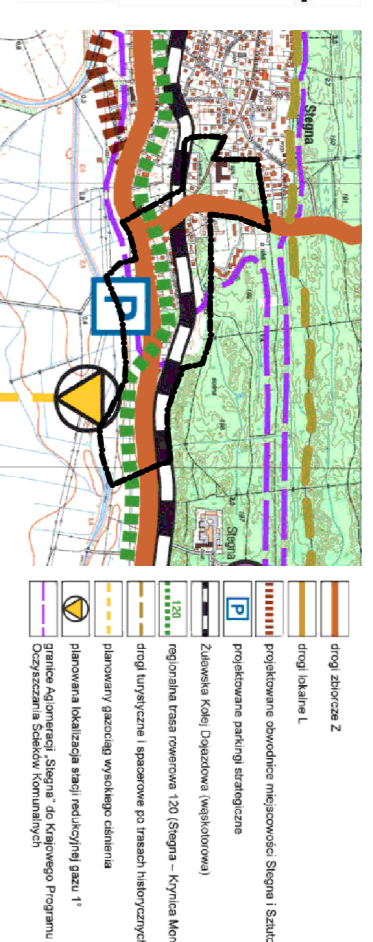 Stegna
Stegna
P
drogi zbiorcze Z
drogi lokalne L
projektowane obwodnice miejscowości Stegna i Sztuto
P
projektowane parkingi strategiczne
Żuławska Kolej Dojazdowa (wąskotorowa)
120
regionalna trasa rowerowa 120 (Stegna – Krynica Mor
drogi turystyczne i spacerowe po trasach historycznych
planowany gazociąg wysokiego ciśnienia
planowana lokalizacja stacji redukcyjnej gazu 1°
granice Aglomeracji „Stegna" do Krajowego Programu
Oczyszczania Ścieków Komunalnych